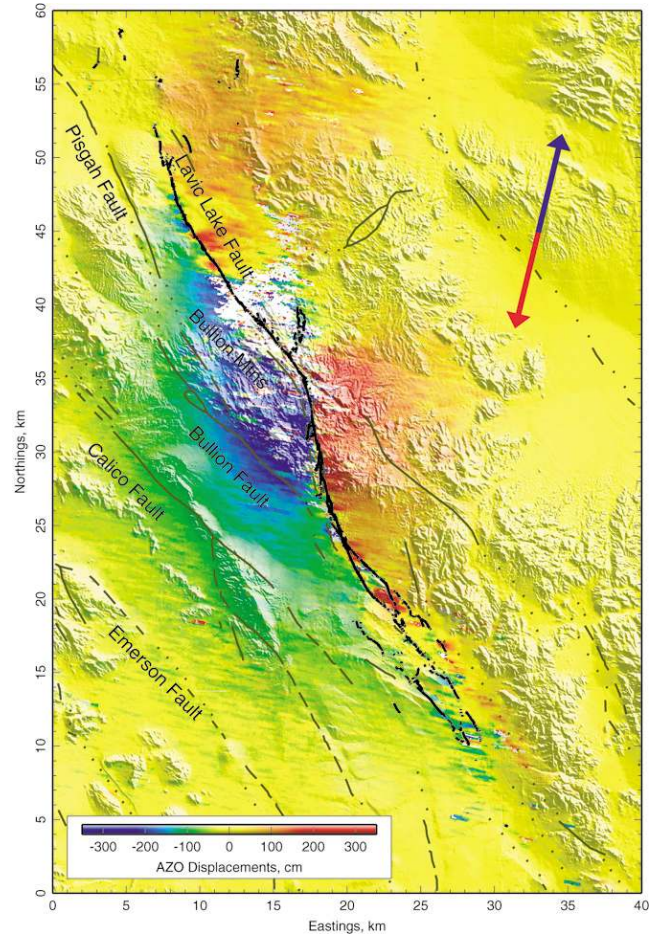 60
55
50
45
40
35
30
25
20
15
10
5
0
Northings, km
Pisgah Fault
Lavic Lake Fault
Bullion Mtns
Bullion Fault
Calico Fault
Emerson Fault
-300 -200 -100 0 100 200 300
AZO Displacements, cm
0 5 10 15 20 25 30 35 40
Eastings, km